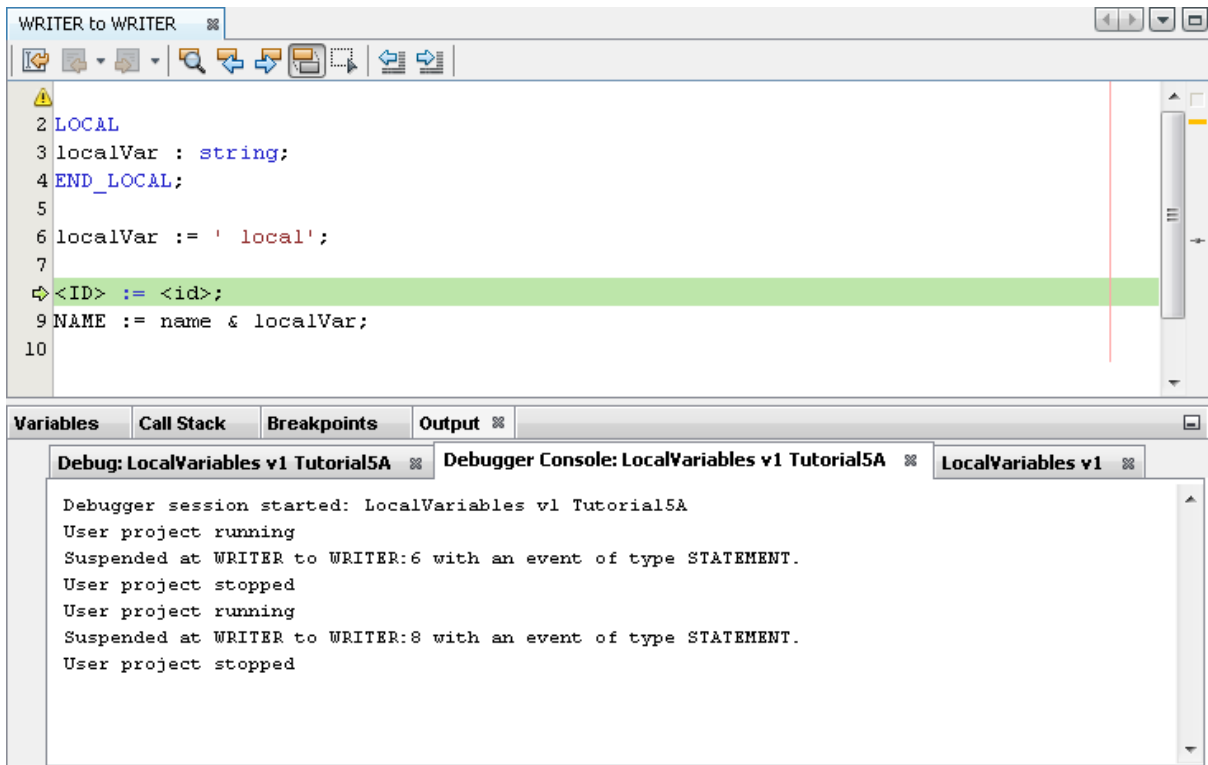 WRITER to WRITER
2 LOCAL
3 localVar : string;
4 END_LOCAL;
5
6 localVar := ' local';
7
<ID> := <id>;
9 NAME := name & localVar;
10
Variables Call Stack Breakpoints Output
Debug: LocalVariables v1 Tutorial5A Debugger Console: LocalVariables v1 Tutorial5A LocalVariables v1
Debugger session started: LocalVariables v1 Tutorial5A
User project running
Suspended at WRITER to WRITER:6 with an event of type STATEMENT.
User project stopped
User project running
Suspended at WRITER to WRITER:8 with an event of type STATEMENT.
User project stopped